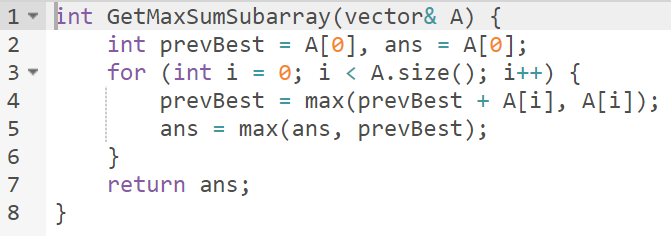 1 int GetMaxSumSubarray(vector& A) {
2     int prevBest = A[0], ans = A[0];
3     for (int i = 0; i < A.size(); i++) {
4         prevBest = max(prevBest + A[i], A[i]);
5         ans = max(ans, prevBest);
6     }
7     return ans;
8 }